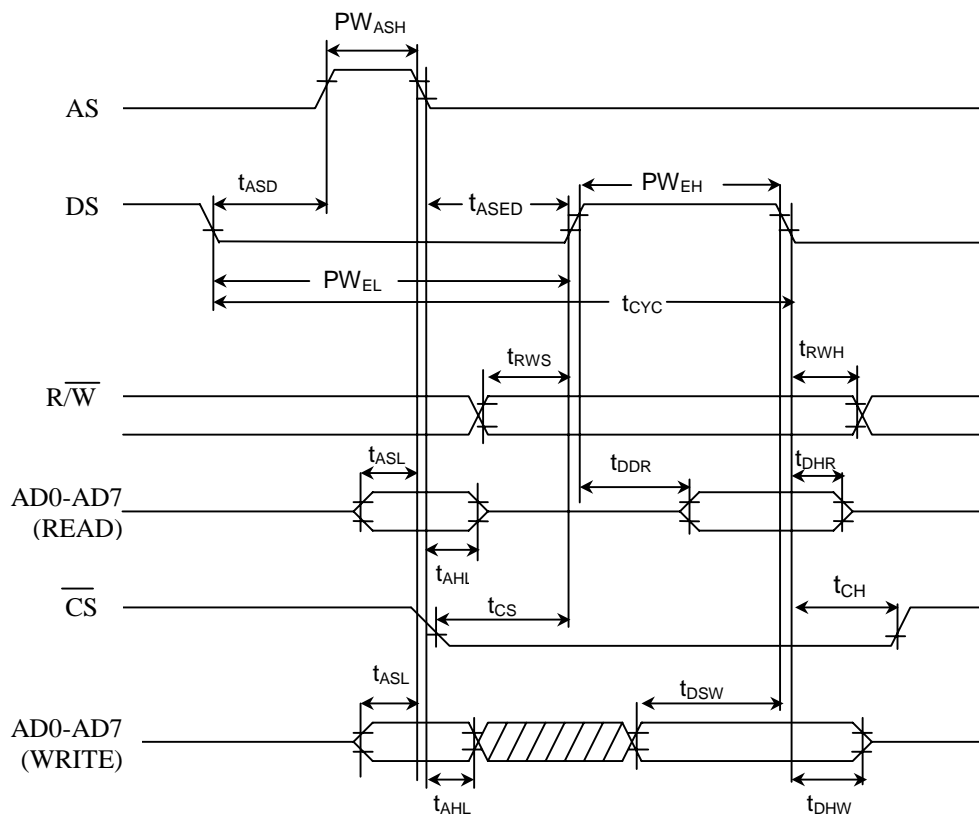 PWASH
AS
tASD
PWEH
DS
tASED
PWEL
tCYC
tRWS
tRWH
R/W̅
tASL
tDDR
tDHR
AD0-AD7
(READ)
tAHL
C̅S̅
tCS
tCH
tASL
tDSW
AD0-AD7
(WRITE)
tAHL
tDHW